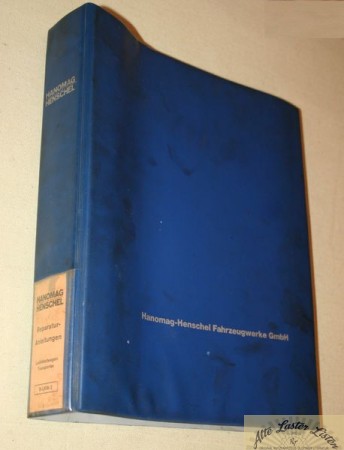 HANOMAG
HENSCHEL
HANOMAG
HENSCHEL
Reparatur-
Anleitungen
Hanomag-Henschel Fahrzeugwerke GmbH
Alte Laster Listen